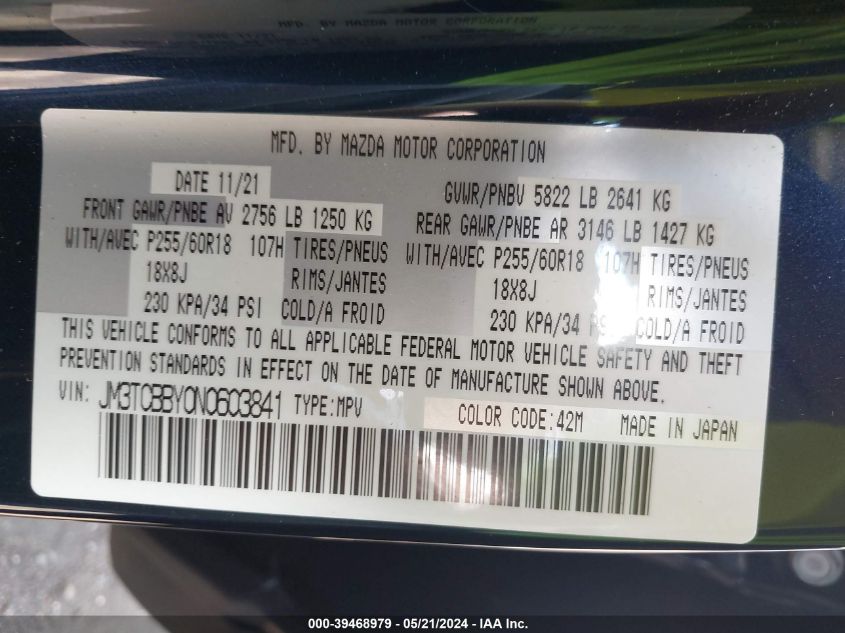 MFD. BY MAZDA MOTOR CORPORATION
DATE 11/21 GVWR/PNBV 5822 LB 2641 KG
FRONT GAWR/PNBE AV 2756 LB 1250 KG REAR GAWR/PNBE AR 3146 LB 1427 KG
WITH/AVEC P255/60R18 107H TIRES/PNEUS WITH/AVEC P255/60R18 107H TIRES/PNEUS
18X8J RIMS/JANTES 18X8J RIMS/JANTES
230 KPA/34 PSI COLD/A FROID 230 KPA/34 PSI COLD/A FROID
THIS VEHICLE CONFORMS TO ALL APPLICABLE FEDERAL MOTOR VEHICLE SAFETY AND THEFT
PREVENTION STANDARDS IN EFFECT ON THE DATE OF MANUFACTURE SHOWN ABOVE.
VIN: JM3TCBBY0N0603841 TYPE:MPV COLOR CODE:42M MADE IN JAPAN
000-39468979 - 05/21/2024 - IAA Inc.